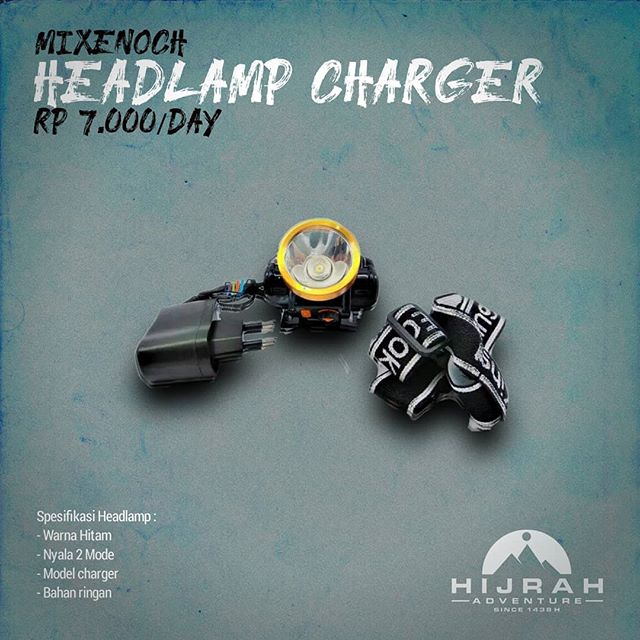 MIXENOCH
HEADLAMP CHARGER
RP 7.000/DAY
Spesifikasi Headlamp :
- Warna Hitam
- Nyala 2 Mode
- Model charger
- Bahan ringan
HIJRAH
ADVENTURE
SINCE 1438 H